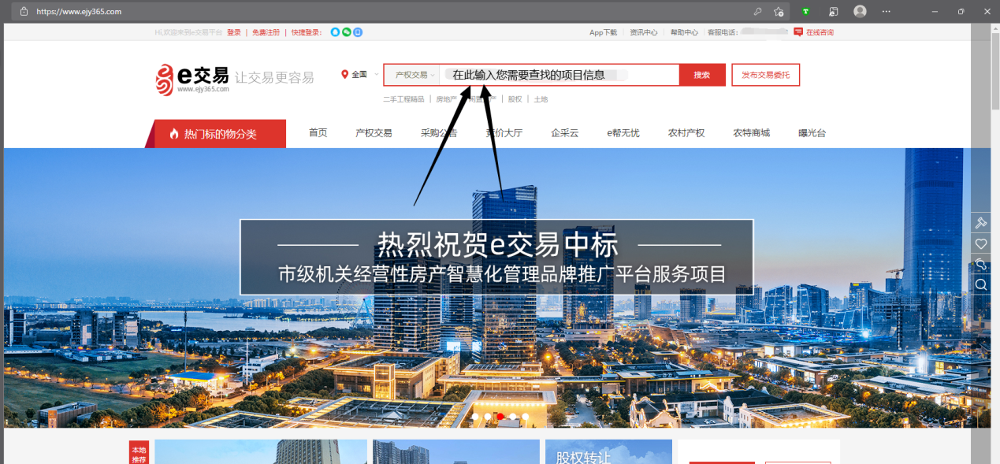 https://www.ejy365.com
Hi,欢迎来到e交易平台 登录 | 免费注册 | 快捷登录:
App下载 资讯中心 帮助中心 客服电话: 在线咨询
e交易 让交易更容易
www.ejy365.com
全国
产权交易 在此输入您需要查找的项目信息 搜索 发布交易委托
二手工程精品 | 房地产 | 股权 | 土地
热门标的物分类 首页 产权交易 采购公告 竞价大厅 企采云 e帮无忧 农村产权 农特商城 曝光台
热烈祝贺e交易中标
市级机关经营性房产智慧化管理品牌推广平台服务项目
本地
推荐
股权转让